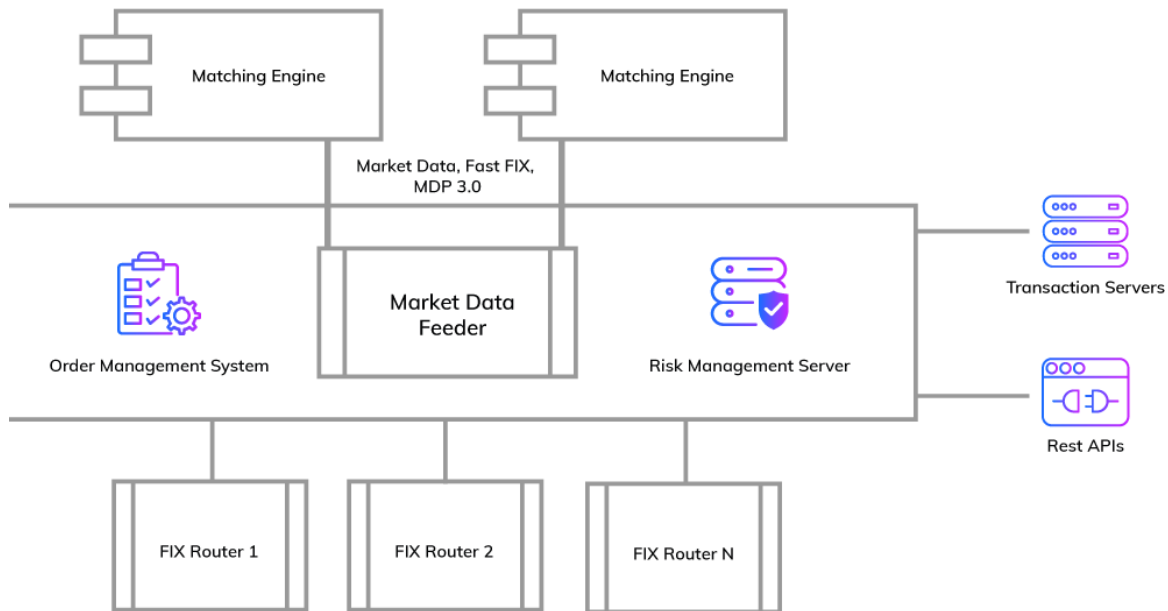 Matching Engine
Matching Engine
Market Data, Fast FIX,
MDP 3.0
Transaction Servers
Market Data
Feeder
Order Management System
Risk Management Server
Rest APIs
FIX Router 1
FIX Router 2
FIX Router N